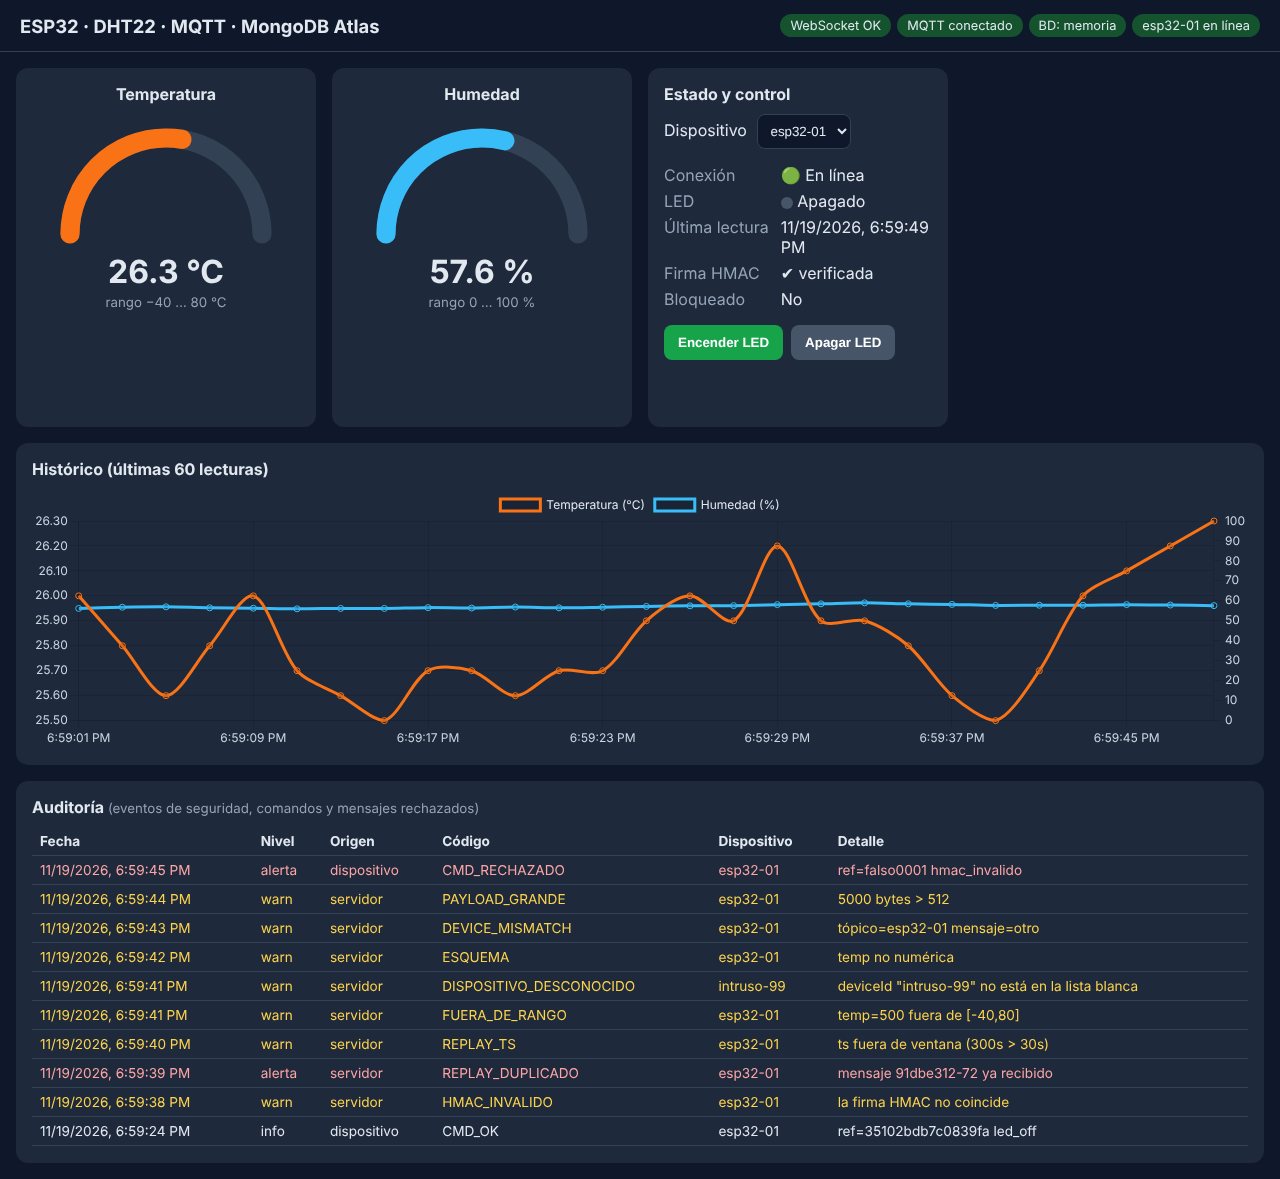 ESP32 · DHT22 · MQTT · MongoDB Atlas
WebSocket OK
MQTT conectado
BD: memoria
esp32-01 en línea
Temperatura
26.3 °C
rango −40 … 80 °C
Humedad
57.6 %
rango 0 … 100 %
Estado y control
Dispositivo esp32-01
Conexión En línea
LED Apagado
Última lectura 11/19/2026, 6:59:49
PM
Firma HMAC ✔ verificada
Bloqueado No
Encender LED Apagar LED
Histórico (últimas 60 lecturas)
Temperatura (°C) Humedad (%)
26.30
26.20
26.10
26.00
25.90
25.80
25.70
25.60
25.50
100
90
80
70
60
50
40
30
20
10
0
6:59:01 PM 6:59:09 PM 6:59:17 PM 6:59:23 PM 6:59:29 PM 6:59:37 PM 6:59:45 PM
Auditoría (eventos de seguridad, comandos y mensajes rechazados)
Fecha Nivel Origen Código Dispositivo Detalle
11/19/2026, 6:59:45 PM alerta dispositivo CMD_RECHAZADO esp32-01 ref=falso0001 hmac_invalido
11/19/2026, 6:59:44 PM warn servidor PAYLOAD_GRANDE esp32-01 5000 bytes > 512
11/19/2026, 6:59:43 PM warn servidor DEVICE_MISMATCH esp32-01 tópico=esp32-01 mensaje=otro
11/19/2026, 6:59:42 PM warn servidor ESQUEMA esp32-01 temp no numérica
11/19/2026, 6:59:41 PM warn servidor DISPOSITIVO_DESCONOCIDO intruso-99 deviceId "intruso-99" no está en la lista blanca
11/19/2026, 6:59:41 PM warn servidor FUERA_DE_RANGO esp32-01 temp=500 fuera de [-40,80]
11/19/2026, 6:59:40 PM warn servidor REPLAY_TS esp32-01 ts fuera de ventana (300s > 30s)
11/19/2026, 6:59:39 PM alerta servidor REPLAY_DUPLICADO esp32-01 mensaje 91dbe312-72 ya recibido
11/19/2026, 6:59:38 PM warn servidor HMAC_INVALIDO esp32-01 la firma HMAC no coincide
11/19/2026, 6:59:24 PM info dispositivo CMD_OK esp32-01 ref=35102bdb7c0839fa led_off